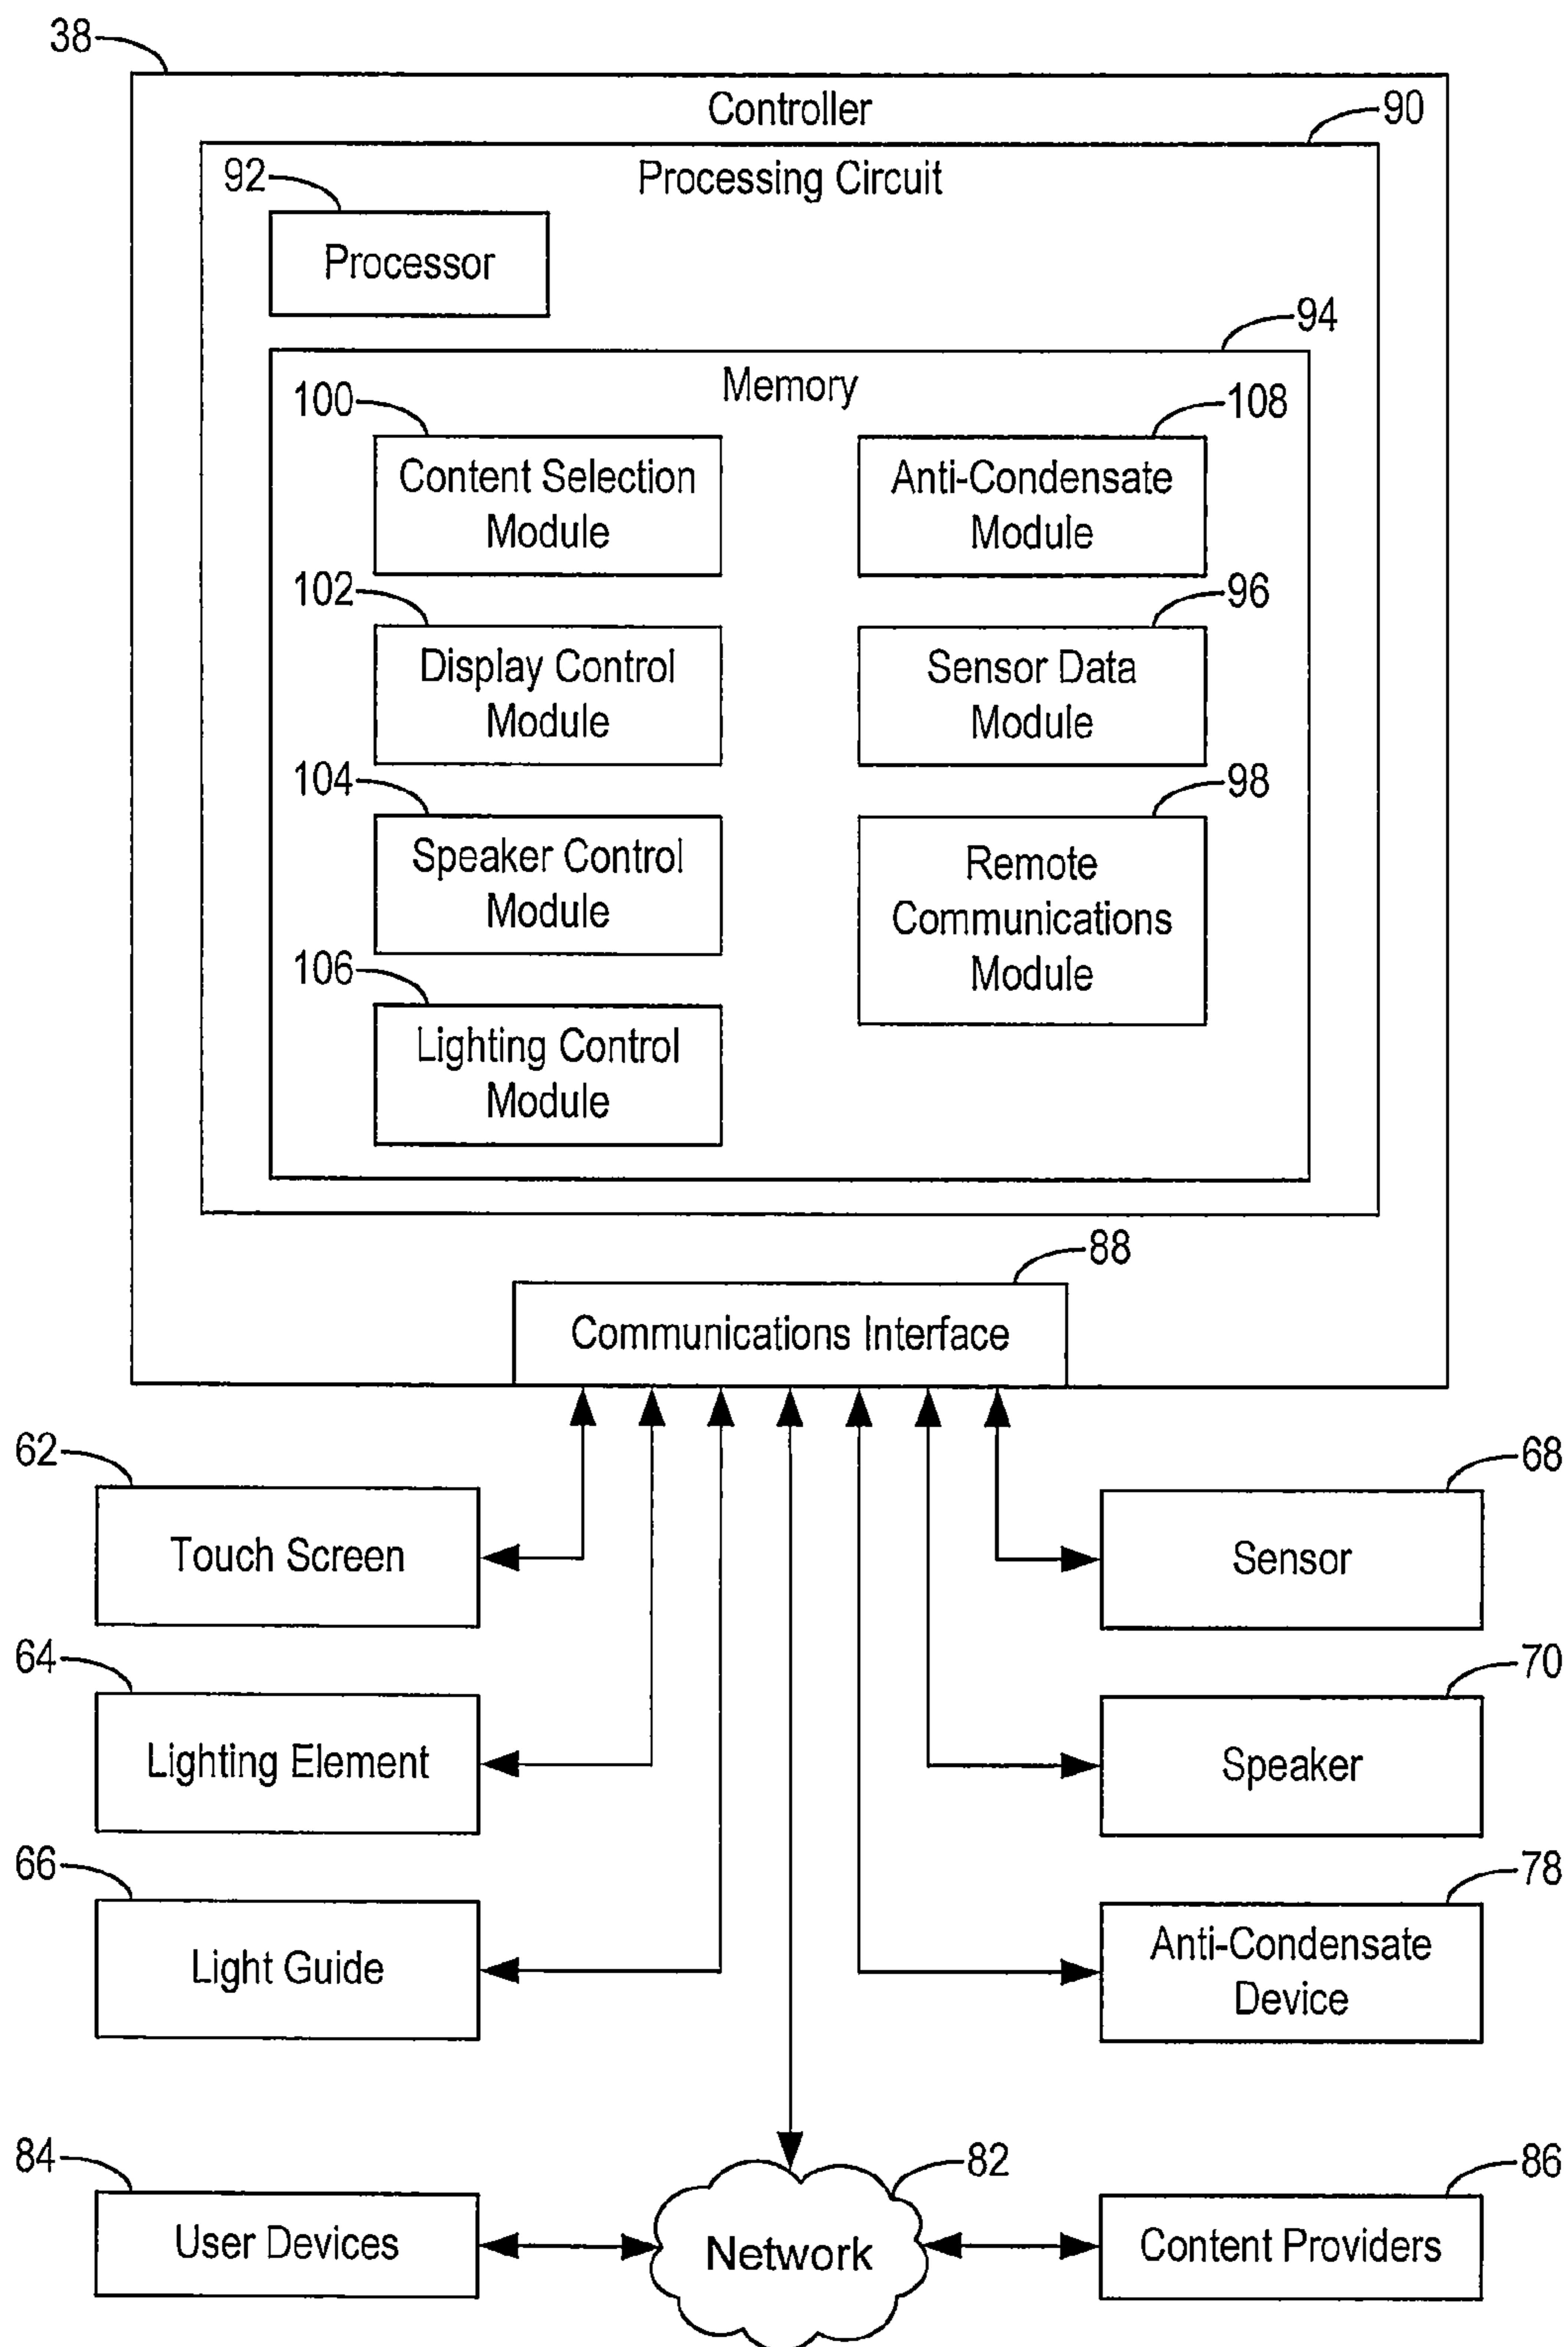 38
Controller
90
Processing Circuit
92
Processor
94
Memory
100
108
Content Selection
Module
Anti-Condensate
Module
102
96
Display Control
Module
Sensor Data
Module
104
98
Speaker Control
Module
Remote
Communications
Module
106
Lighting Control
Module
88
Communications Interface
62
68
Touch Screen
Sensor
64
70
Lighting Element
Speaker
66
78
Light Guide
Anti-Condensate
Device
84
82
86
User Devices
Network
Content Providers